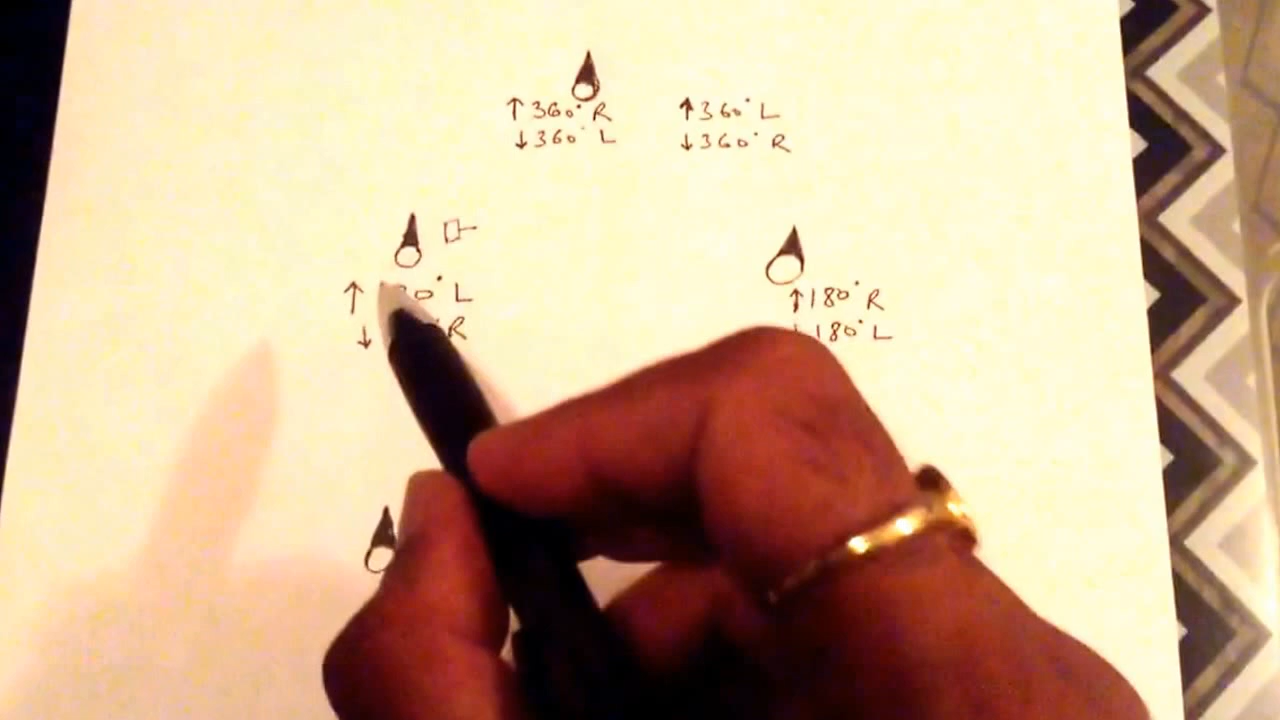 ↑360° R ↑360° L
↓360° L ↓360° R
↑ L ↑180° R
↓ R 180° L